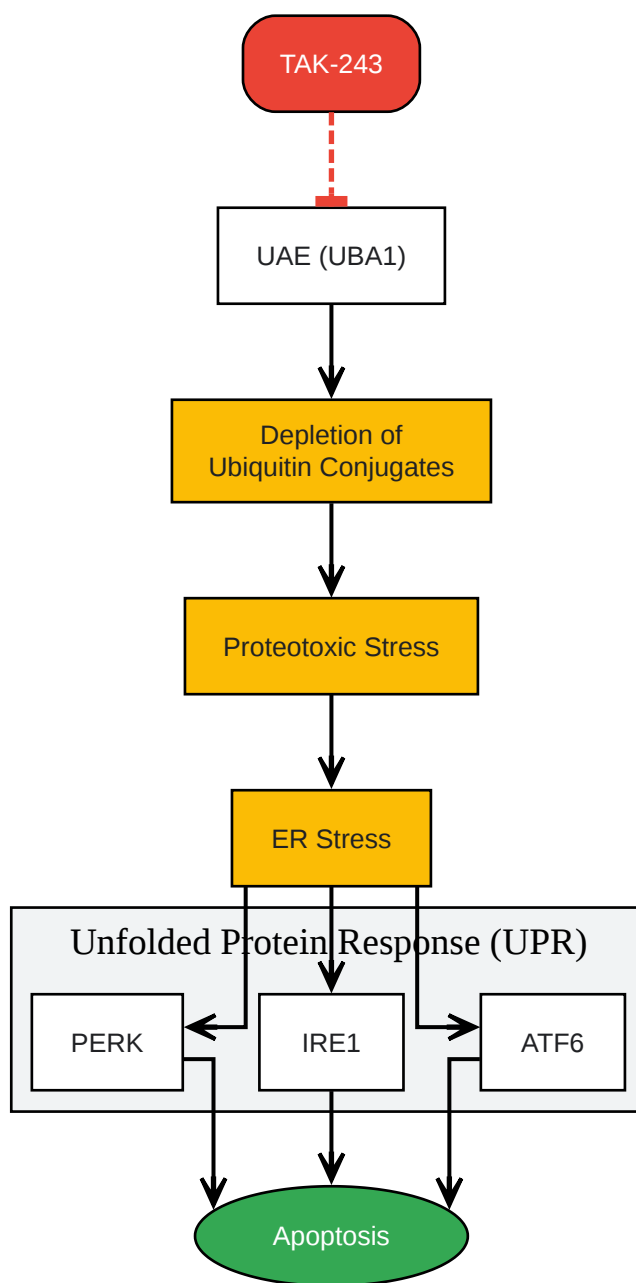 TAK-243
UAE (UBA1)
Depletion of
Ubiquitin Conjugates
Proteotoxic Stress
ER Stress
Unfolded Protein Response (UPR)
PERK
IRE1
ATF6
Apoptosis